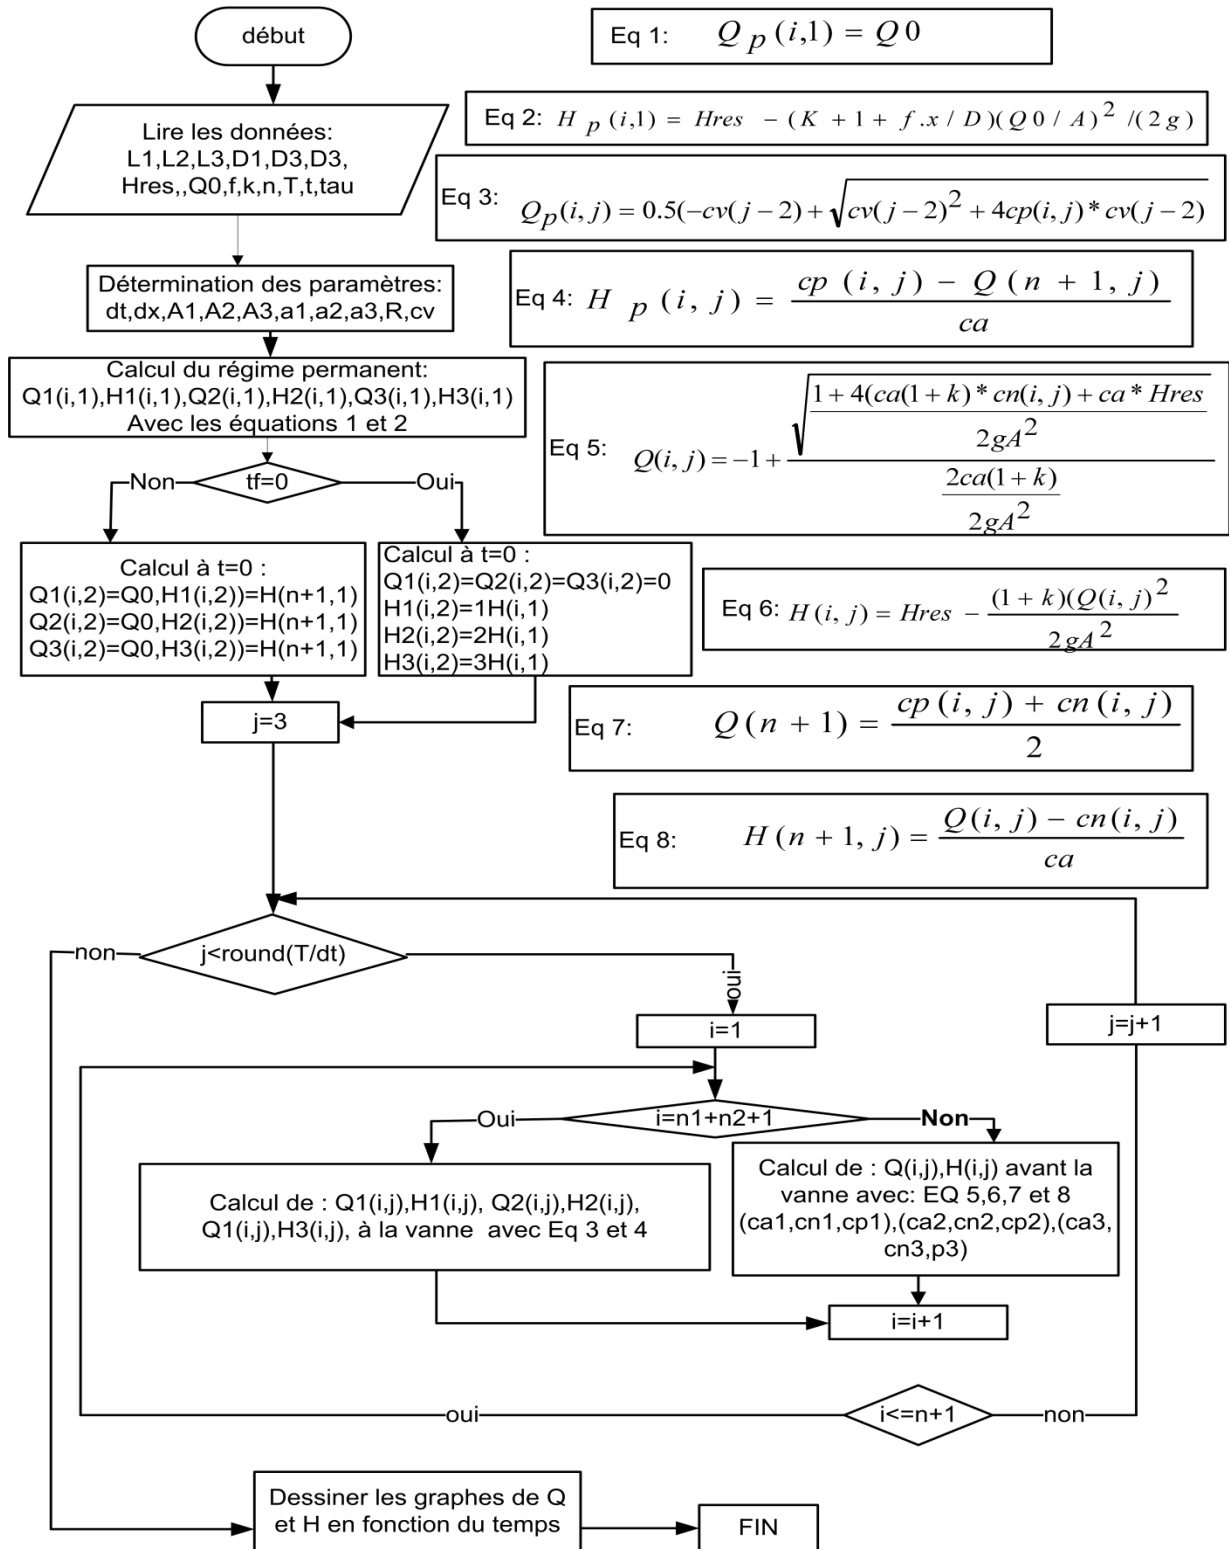 début
Eq 1: Q p (i,1) = Q 0
Lire les données:
L1,L2,L3,D1,D3,D3,
Hres,,Q0,f,k,n,T,t,tau
Eq 2: H p (i,1) = Hres - (K + 1 + f.x / D)(Q 0 / A)^2 /(2g)
Eq 3: Qp(i, j) = 0.5(-cv(j - 2) + √(cv(j - 2)^2 + 4cp(i, j) * cv(j - 2)
Détermination des paramètres:
dt,dx,A1,A2,A3,a1,a2,a3,R,cv
Eq 4: H p (i, j) = (cp (i, j) - Q (n + 1, j)) / ca
Calcul du régime permanent:
Q1(i,1),H1(i,1),Q2(i,1),H2(i,1),Q3(i,1),H3(i,1)
Avec les équations 1 et 2
Eq 5: Q(i, j) = -1 + √((1 + 4(ca(1 + k) * cn(i, j) + ca * Hres) / 2gA^2) / (2ca(1 + k) / 2gA^2)
Non
tf=0
Oui
Calcul à t=0 :
Q1(i,2)=Q0,H1(i,2))=H(n+1,1)
Q2(i,2)=Q0,H2(i,2))=H(n+1,1)
Q3(i,2)=Q0,H3(i,2))=H(n+1,1)
Calcul à t=0 :
Q1(i,2)=Q2(i,2)=Q3(i,2)=0
H1(i,2)=1H(i,1)
H2(i,2)=2H(i,1)
H3(i,2)=3H(i,1)
Eq 6: H(i, j) = Hres - (1 + k)(Q(i, j)^2 / 2gA^2
j=3
Eq 7: Q(n + 1) = (cp(i, j) + cn(i, j)) / 2
Eq 8: H(n + 1, j) = (Q(i, j) - cn(i, j)) / ca
non
j<round(T/dt)
oui
i=1
j=j+1
Oui
i=n1+n2+1
Non
Calcul de : Q1(i,j),H1(i,j), Q2(i,j),H2(i,j),
Q1(i,j),H3(i,j), à la vanne avec Eq 3 et 4
Calcul de : Q(i,j),H(i,j) avant la
vanne avec: EQ 5,6,7 et 8
(ca1,cn1,cp1),(ca2,cn2,cp2),(ca3,
cn3,p3)
i=i+1
oui
i<=n+1
non
Dessiner les graphes de Q
et H en fonction du temps
FIN